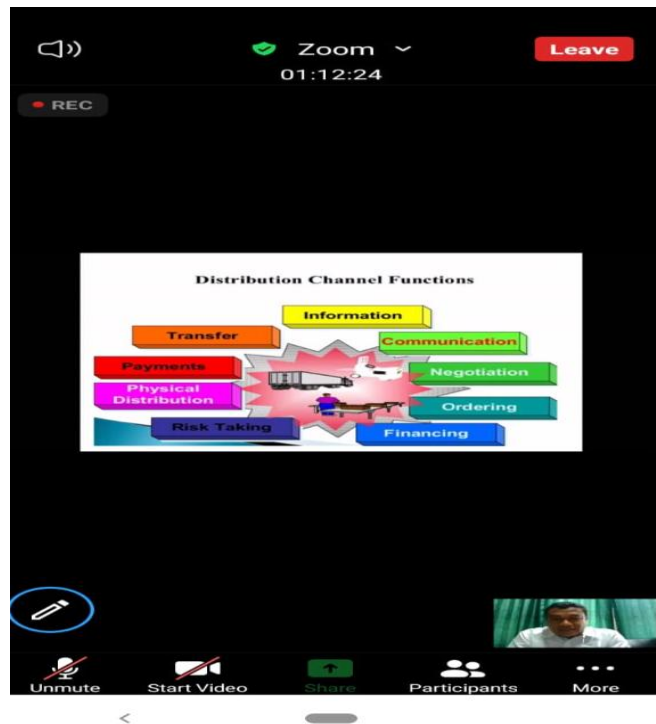 Zoom
Leave
01:12:24
REC
Distribution Channel Functions
Information
Transfer
Communication
Payments
Negotiation
Physical
Distribution
Ordering
Risk Taking
Financing
Unmute
Start Video
Share
Participants
More